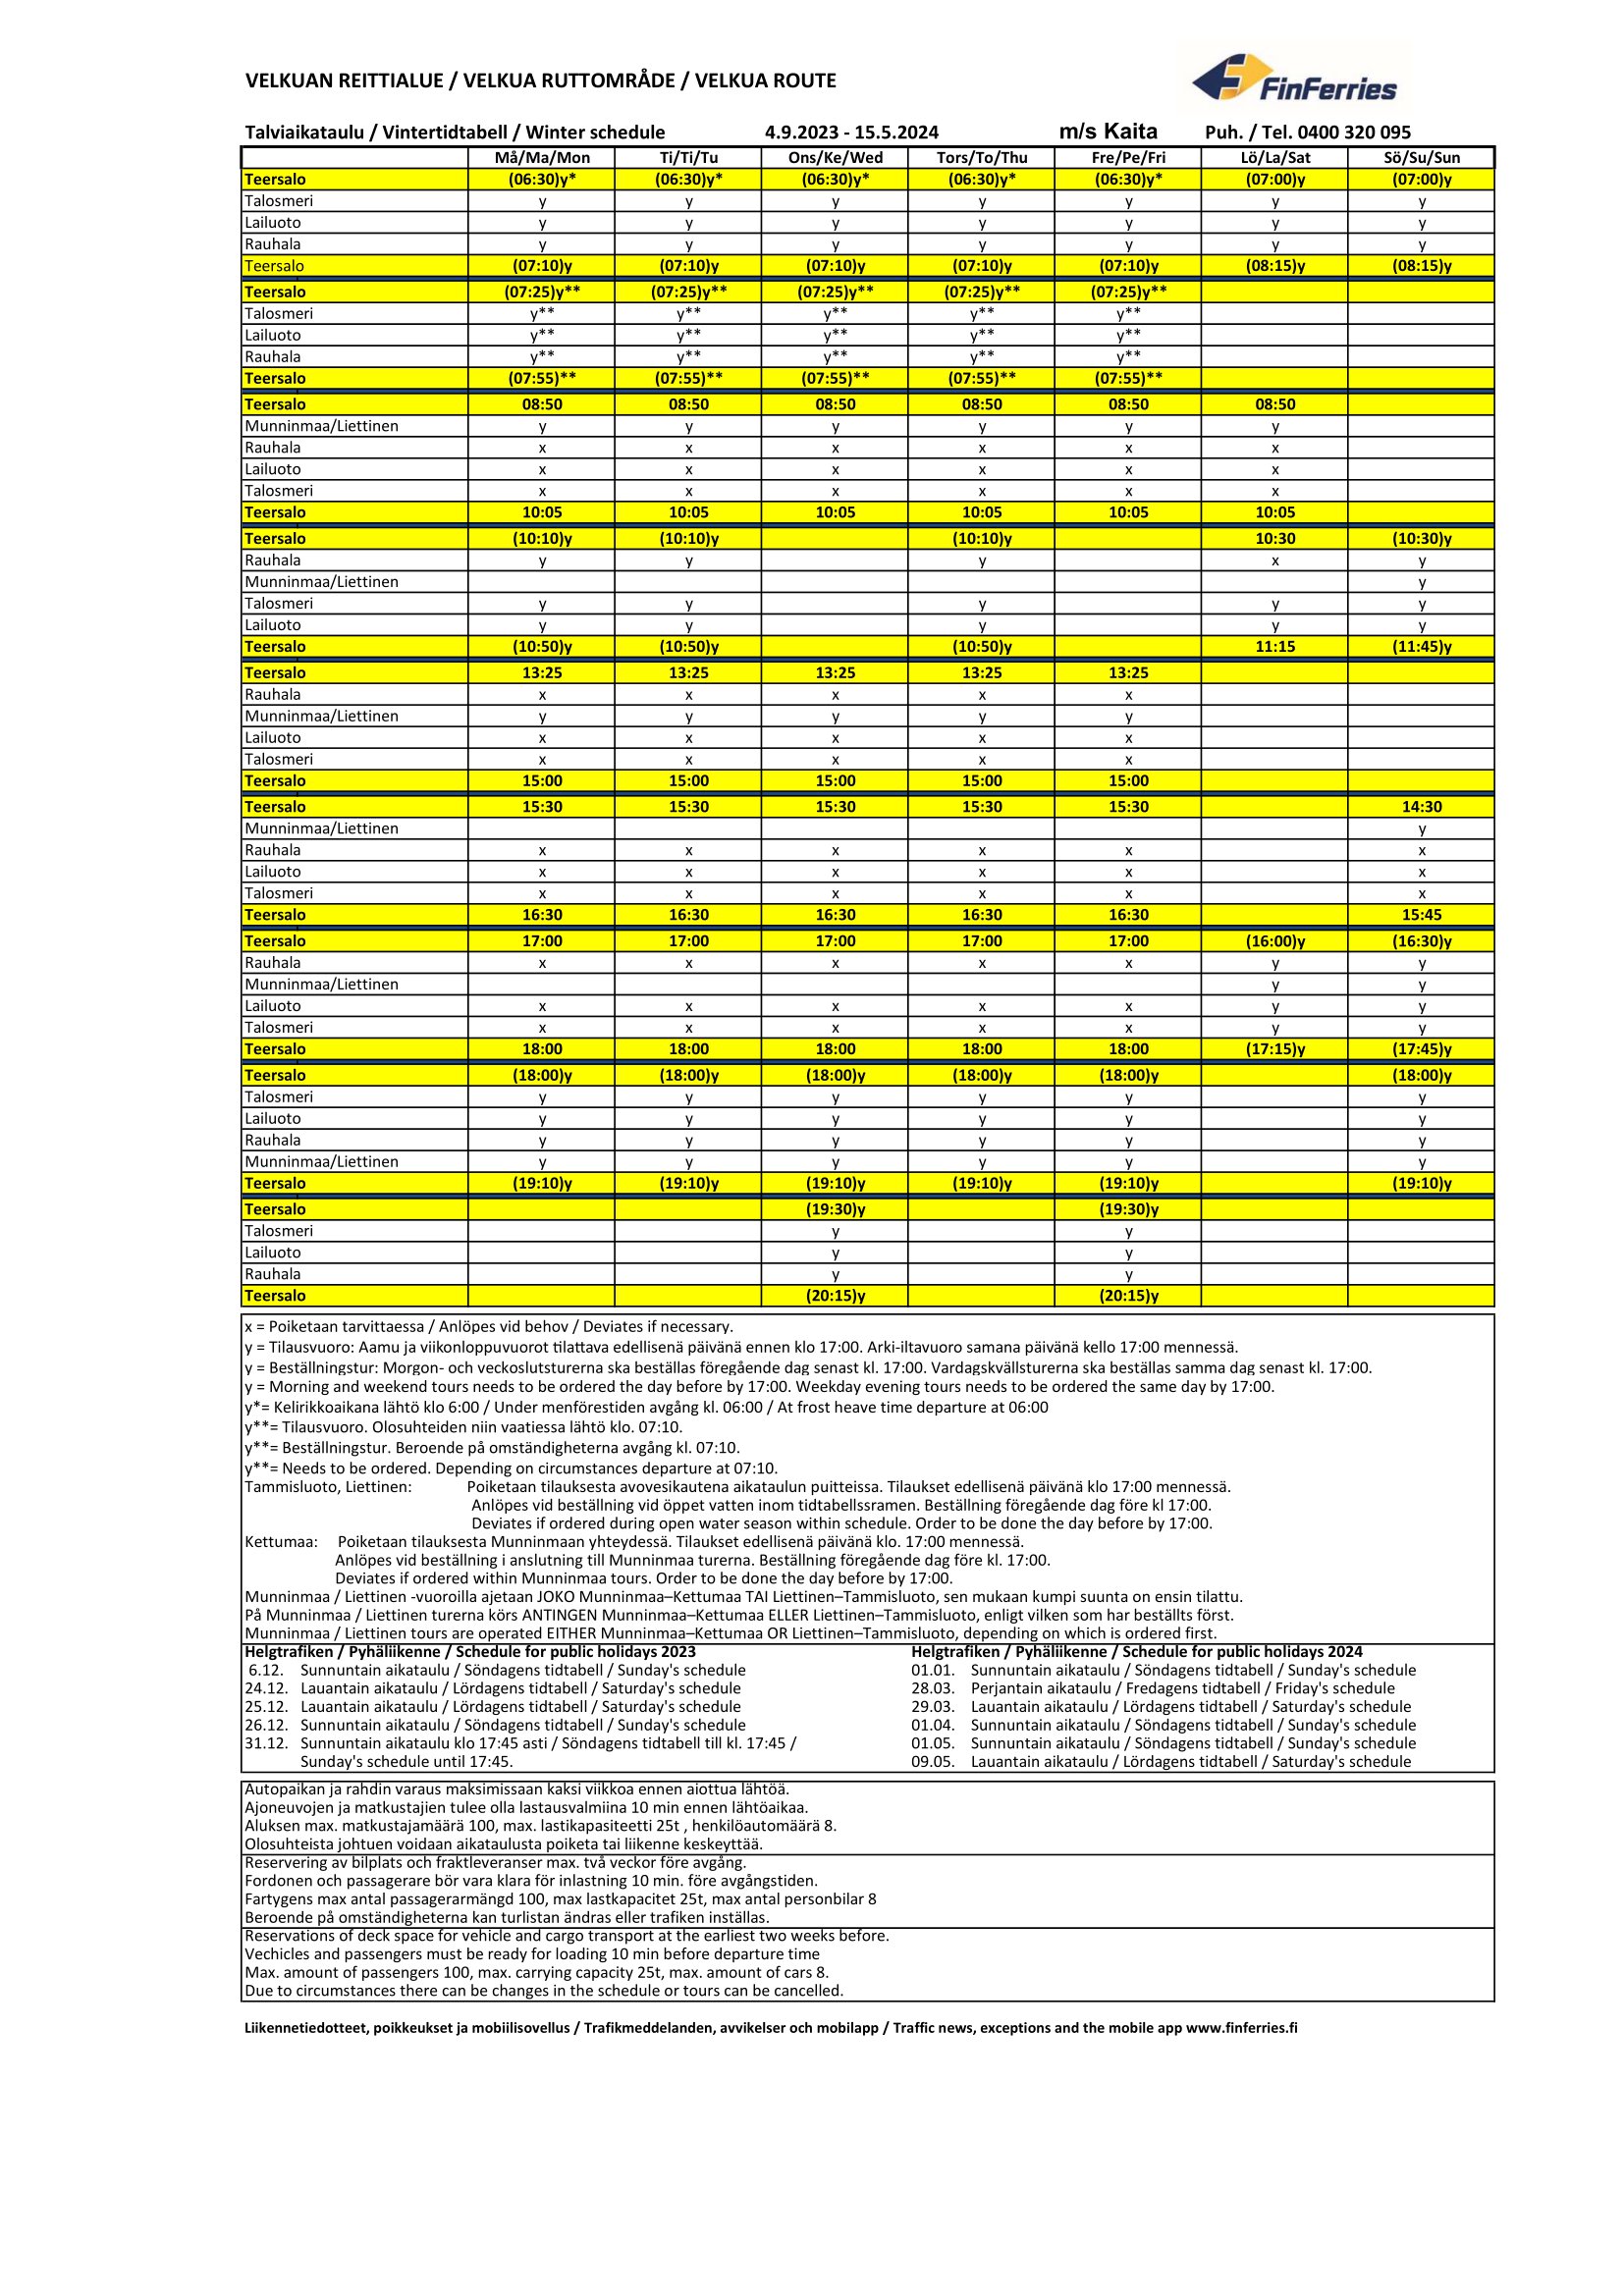 VELKUAN REITTIALUE / VELKUA RUTTOMRÅDE / VELKUA ROUTE
FinFerries
Talviaikataulu / Vintertidtabell / Winter schedule 4.9.2023 - 15.5.2024 m/s Kaita Puh. / Tel. 0400 320 095
Må/Ma/Mon Ti/Ti/Tu Ons/Ke/Wed Tors/To/Thu Fre/Pe/Fri Lö/La/Sat Sö/Su/Sun
Teersalo (06:30)y* (06:30)y* (06:30)y* (06:30)y* (06:30)y* (07:00)y (07:00)y
Talosmeri y y y y y y y
Lailuoto y y y y y y y
Rauhala y y y y y y y
Teersalo (07:10)y (07:10)y (07:10)y (07:10)y (07:10)y (08:15)y (08:15)y
Teersalo (07:25)y** (07:25)y** (07:25)y** (07:25)y** (07:25)y**
Talosmeri y** y** y** y** y**
Lailuoto y** y** y** y** y**
Rauhala y** y** y** y** y**
Teersalo (07:55)** (07:55)** (07:55)** (07:55)** (07:55)**
Teersalo 08:50 08:50 08:50 08:50 08:50 08:50
Munninmaa/Liettinen y y y y y y
Rauhala x x x x x x
Lailuoto x x x x x x
Talosmeri x x x x x x
Teersalo 10:05 10:05 10:05 10:05 10:05 10:05
Teersalo (10:10)y (10:10)y (10:10)y 10:30 (10:30)y
Rauhala y y y x y
Munninmaa/Liettinen y
Talosmeri y y y y y
Lailuoto y y y y y
Teersalo (10:50)y (10:50)y (10:50)y 11:15 (11:45)y
Teersalo 13:25 13:25 13:25 13:25 13:25
Rauhala x x x x x
Munninmaa/Liettinen y y y y y
Lailuoto x x x x x
Talosmeri x x x x x
Teersalo 15:00 15:00 15:00 15:00 15:00
Teersalo 15:30 15:30 15:30 15:30 15:30 14:30
Munninmaa/Liettinen y
Rauhala x x x x x x
Lailuoto x x x x x x
Talosmeri x x x x x x
Teersalo 16:30 16:30 16:30 16:30 16:30 15:45
Teersalo 17:00 17:00 17:00 17:00 17:00 (16:00)y (16:30)y
Rauhala x x x x x y y
Munninmaa/Liettinen y y
Lailuoto x x x x x y y
Talosmeri x x x x x y y
Teersalo 18:00 18:00 18:00 18:00 18:00 (17:15)y (17:45)y
Teersalo (18:00)y (18:00)y (18:00)y (18:00)y (18:00)y (18:00)y
Talosmeri y y y y y y
Lailuoto y y y y y y
Rauhala y y y y y y
Munninmaa/Liettinen y y y y y y
Teersalo (19:10)y (19:10)y (19:10)y (19:10)y (19:10)y (19:10)y
Teersalo (19:30)y (19:30)y
Talosmeri y y
Lailuoto y y
Rauhala y y
Teersalo (20:15)y (20:15)y
x = Poiketaan tarvittaessa / Anlöpes vid behov / Deviates if necessary.
y = Tilausvuoro: Aamu ja viikonloppuvuorot tilattava edellisenä päivänä ennen klo 17:00. Arki-iltavuoro samana päivänä kello 17:00 mennessä.
y = Beställningstur: Morgon- och veckoslutsturerna ska beställas föregående dag senast kl. 17:00. Vardagskvällsturerna ska beställas samma dag senast kl. 17:00.
y = Morning and weekend tours needs to be ordered the day before by 17:00. Weekday evening tours needs to be ordered the same day by 17:00.
y*= Kelirikkoaikana lähtö klo 6:00 / Under menförestiden avgång kl. 06:00 / At frost heave time departure at 06:00
y**= Tilausvuoro. Olosuhteiden niin vaatiessa lähtö klo. 07:10.
y**= Beställningstur. Beroende på omständigheterna avgång kl. 07:10.
y**= Needs to be ordered. Depending on circumstances departure at 07:10.
Tammisluoto, Liettinen: Poiketaan tilauksesta avovesikautena aikataulun puitteissa. Tilaukset edellisenä päivänä klo 17:00 mennessä.
Anlöpes vid beställning vid öppet vatten inom tidtabellssramen. Beställning föregående dag före kl 17:00.
Deviates if ordered during open water season within schedule. Order to be done the day before by 17:00.
Kettumaa: Poiketaan tilauksesta Munninmaan yhteydessä. Tilaukset edellisenä päivänä klo. 17:00 mennessä.
Anlöpes vid beställning i anslutning till Munninmaa turerna. Beställning föregående dag före kl. 17:00.
Deviates if ordered within Munninmaa tours. Order to be done the day before by 17:00.
Munninmaa / Liettinen -vuoroilla ajetaan JOKO Munninmaa–Kettumaa TAI Liettinen–Tammisluoto, sen mukaan kumpi suunta on ensin tilattu.
På Munninmaa / Liettinen turerna körs ANTINGEN Munninmaa–Kettumaa ELLER Liettinen–Tammisluoto, enligt vilken som har beställts först.
Munninmaa / Liettinen tours are operated EITHER Munninmaa–Kettumaa OR Liettinen–Tammisluoto, depending on which is ordered first.
Helgtrafiken / Pyhäliikenne / Schedule for public holidays 2023 Helgtrafiken / Pyhäliikenne / Schedule for public holidays 2024
6.12. Sunnuntain aikataulu / Söndagens tidtabell / Sunday's schedule 01.01. Sunnuntain aikataulu / Söndagens tidtabell / Sunday's schedule
24.12. Lauantain aikataulu / Lördagens tidtabell / Saturday's schedule 28.03. Perjantain aikataulu / Fredagens tidtabell / Friday's schedule
25.12. Lauantain aikataulu / Lördagens tidtabell / Saturday's schedule 29.03. Lauantain aikataulu / Lördagens tidtabell / Saturday's schedule
26.12. Sunnuntain aikataulu / Söndagens tidtabell / Sunday's schedule 01.04. Sunnuntain aikataulu / Söndagens tidtabell / Sunday's schedule
31.12. Sunnuntain aikataulu klo 17:45 asti / Söndagens tidtabell till kl. 17:45 / 01.05. Sunnuntain aikataulu / Söndagens tidtabell / Sunday's schedule
Sunday's schedule until 17:45. 09.05. Lauantain aikataulu / Lördagens tidtabell / Saturday's schedule
Autopaikan ja rahdin varaus maksimissaan kaksi viikkoa ennen aiottua lähtöä.
Ajoneuvojen ja matkustajien tulee olla lastausvalmiina 10 min ennen lähtöaikaa.
Aluksen max. matkustajamäärä 100, max. lastikapasiteetti 25t , henkilöautomäärä 8.
Olosuhteista johtuen voidaan aikataulusta poiketa tai liikenne keskeyttää.
Reservering av bilplats och fraktleveranser max. två veckor före avgång.
Fordonen och passagerare bör vara klara för inlastning 10 min. före avgångstiden.
Fartygens max antal passagerarmängd 100, max lastkapacitet 25t, max antal personbilar 8
Beroende på omständigheterna kan turlistan ändras eller trafiken inställas.
Reservations of deck space for vehicle and cargo transport at the earliest two weeks before.
Vechicles and passengers must be ready for loading 10 min before departure time
Max. amount of passengers 100, max. carrying capacity 25t, max. amount of cars 8.
Due to circumstances there can be changes in the schedule or tours can be cancelled.
Liikennetiedotteet, poikkeukset ja mobiilisovellus / Trafikmeddelanden, avvikelser och mobilapp / Traffic news, exceptions and the mobile app www.finferries.fi